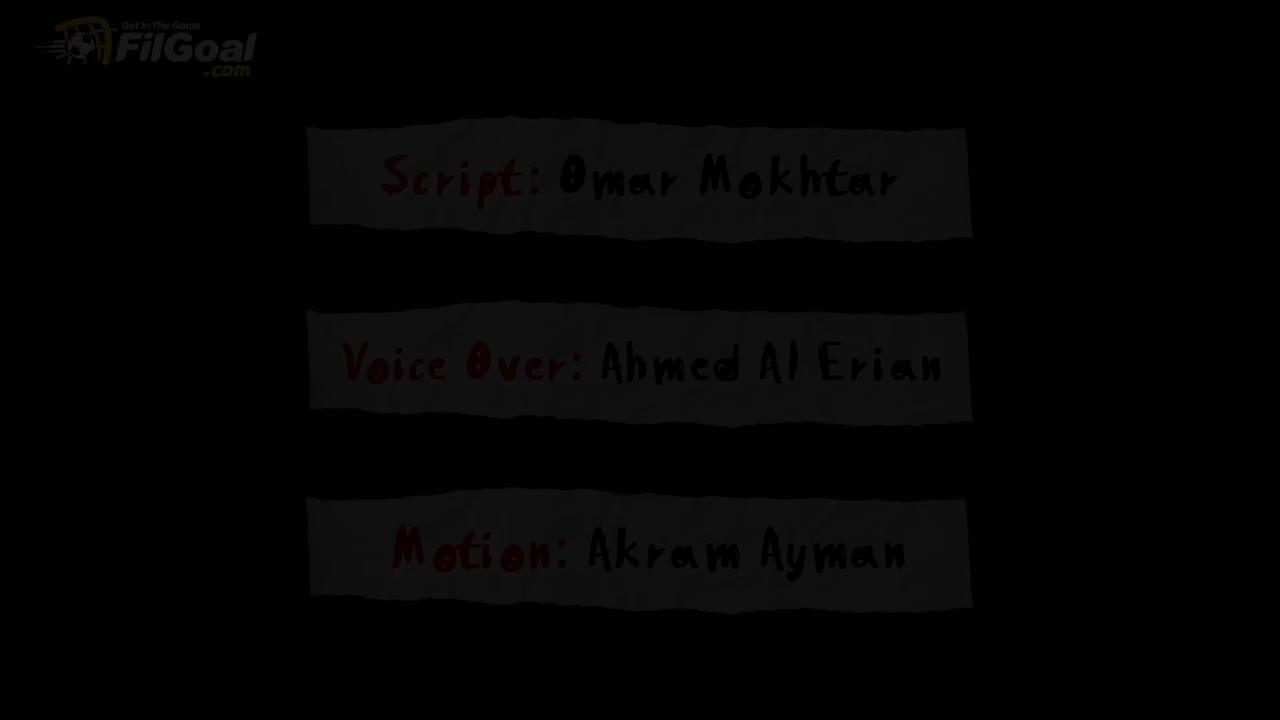 Get In The Game
FilGoal
.com
Script: Omar Mokhtar
Voice Over: Ahmed Al Erian
Motion: Akram Ayman